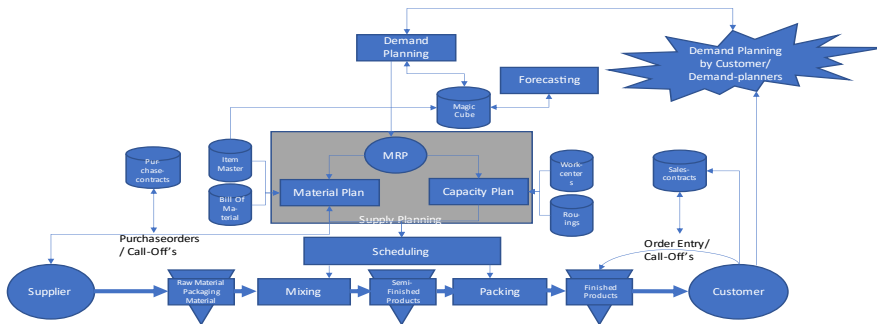 Demand
Planning
Demand Planning
by Customer/
Demand-planners
Forecasting
Magic
Cube
Pur-
chase-
contracts
Item
Master
Bill Of
Ma-
terial
MRP
Material Plan
Capacity Plan
Supply Planning
Work-
center
s
Rou-
ings
Sales-
contracts
Purchaseorders
/ Call-Off's
Scheduling
Order Entry/
Call-Off's
Supplier
Raw Material
Packaging
Material
Mixing
Semi-
Finished
Products
Packing
Finished
Products
Customer